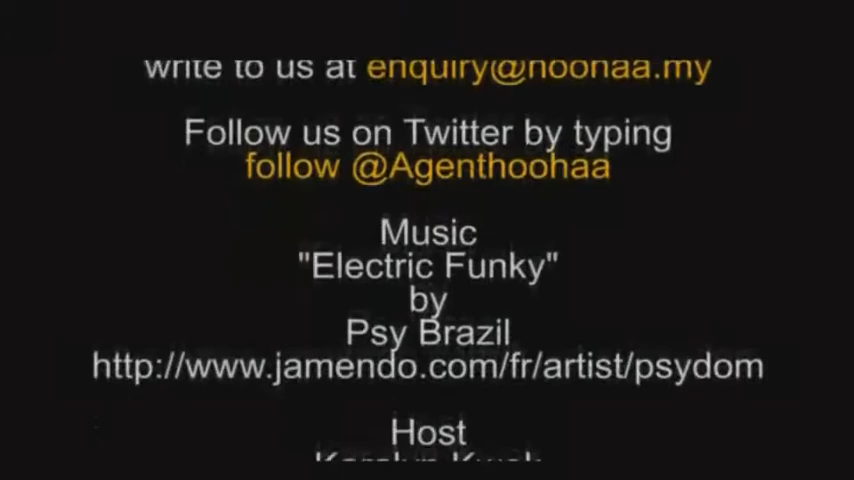 write to us at enquiry@hoohaa.my
Follow us on Twitter by typing
follow @Agenthoohaa
Music
"Electric Funky"
by
Psy Brazil
http://www.jamendo.com/fr/artist/psydom
Host